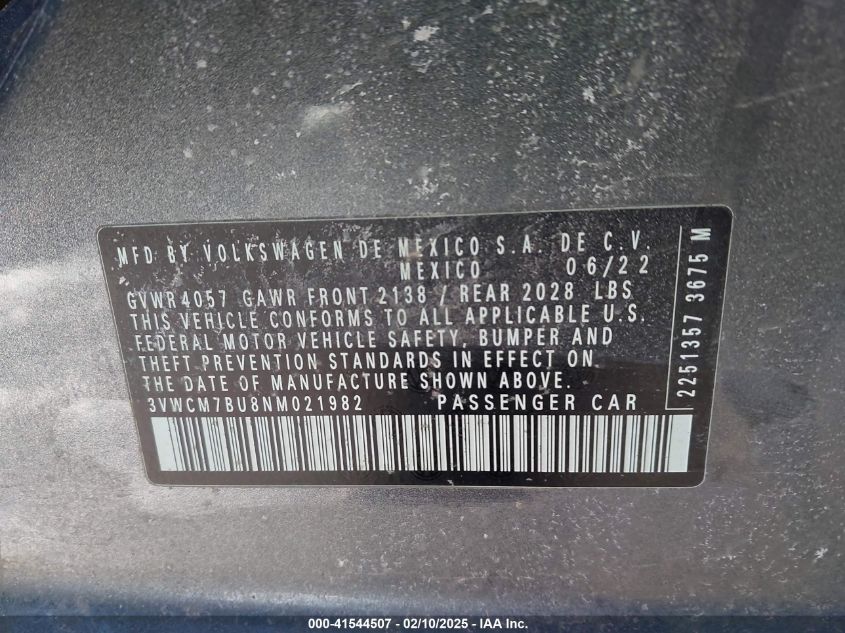 MFD BY VOLKSWAGEN DE MEXICO S.A. DE C.V.
MEXICO 06/22
GVWR 4057 GAWR FRONT 2138 / REAR 2028 LBS
THIS VEHICLE CONFORMS TO ALL APPLICABLE U.S.
FEDERAL MOTOR VEHICLE SAFETY, BUMPER AND
THEFT PREVENTION STANDARDS IN EFFECT ON
THE DATE OF MANUFACTURE SHOWN ABOVE.
3VWCM7BU8NM021982 PASSENGER CAR
2251357 3675 M
000-41544507 - 02/10/2025 - © IAA Inc.